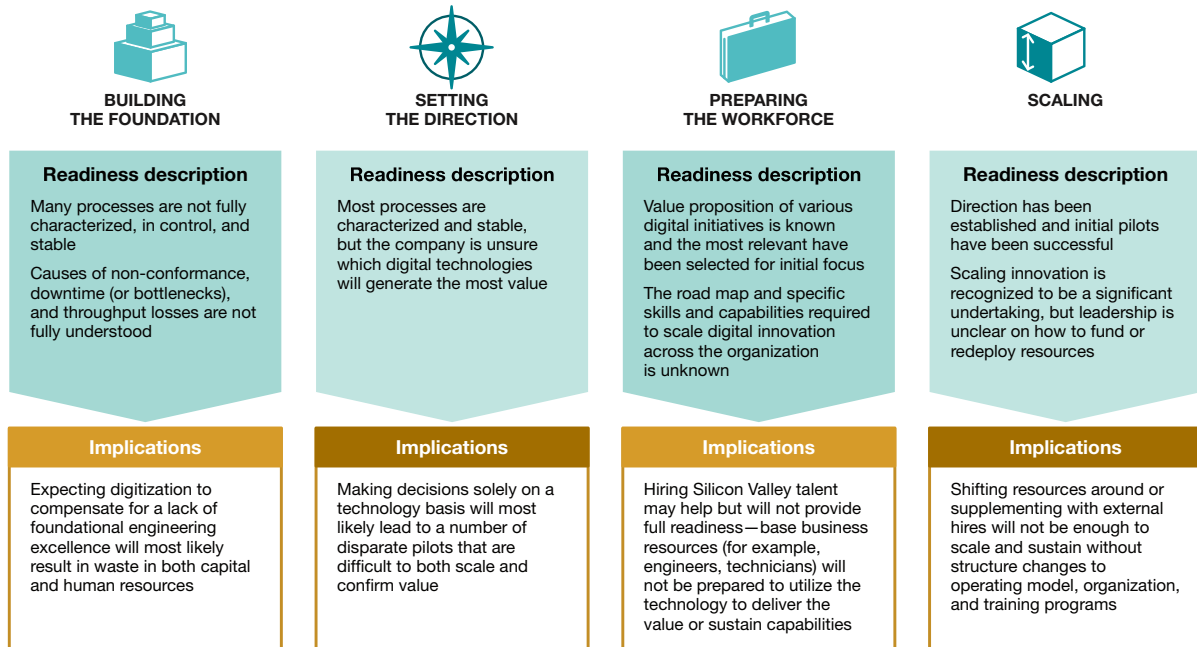 BUILDING
THE FOUNDATION
Readiness description
Many processes are not fully
characterized, in control, and
stable
Causes of non-conformance,
downtime (or bottlenecks),
and throughput losses are not
fully understood
Implications
Expecting digitization to
compensate for a lack of
foundational engineering
excellence will most likely
result in waste in both capital
and human resources
SETTING
THE DIRECTION
Readiness description
Most processes are
characterized and stable,
but the company is unsure
which digital technologies
will generate the most value
Implications
Making decisions solely on a
technology basis will most
likely lead to a number of
disparate pilots that are
difficult to both scale and
confirm value
PREPARING
THE WORKFORCE
Readiness description
Value proposition of various
digital initiatives is known
and the most relevant have
been selected for initial focus
The road map and specific
skills and capabilities required
to scale digital innovation
across the organization
is unknown
Implications
Hiring Silicon Valley talent
may help but will not provide
full readiness—base business
resources (for example,
engineers, technicians) will
not be prepared to utilize the
technology to deliver the
value or sustain capabilities
SCALING
Readiness description
Direction has been
established and initial pilots
have been successful
Scaling innovation is
recognized to be a significant
undertaking, but leadership is
unclear on how to fund or
redeploy resources
Implications
Shifting resources around or
supplementing with external
hires will not be enough to
scale and sustain without
structure changes to
operating model, organization,
and training programs